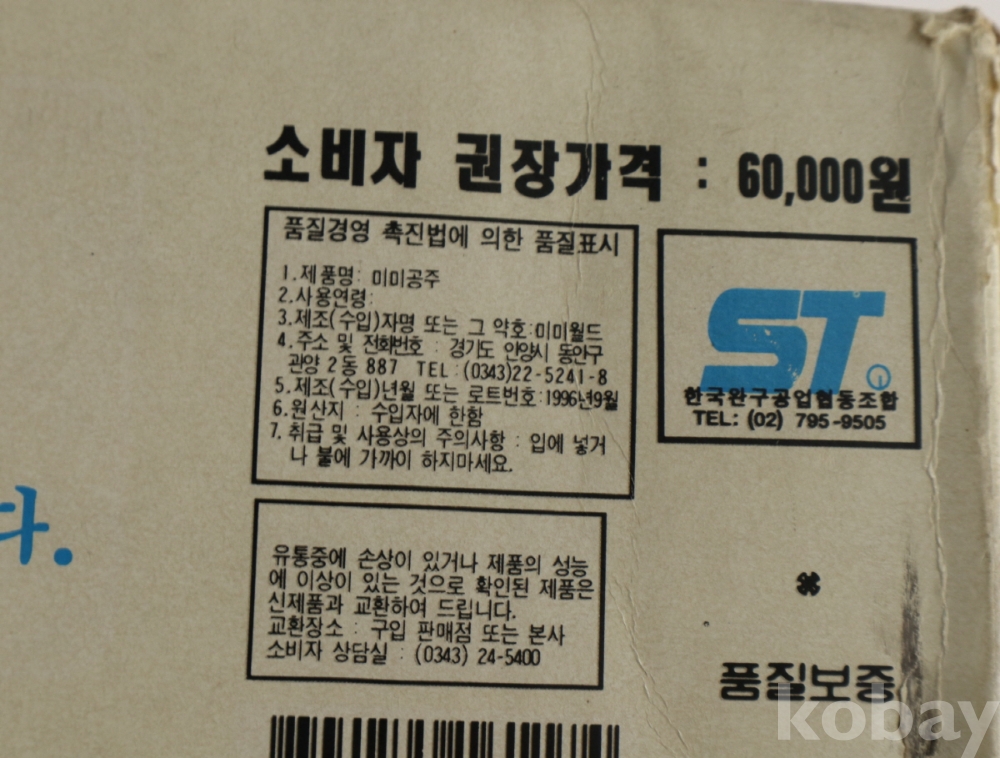 소비자 권장가격 : 60,000원
품질경영 촉진법에 의한 품질표시
1.제품명: 미미공주
2.사용연령:
3.제조(수입)자명 또는 그 약호:미미월드
4.주소 및 전화번호 : 경기도 안양시 동안구
관양 2동 887 TEL:(0343)22-5241-8
5.제조(수입)년월 또는 로트번호:1996년9월
6.원산지 : 수입자에 한함
7.취급 및 사용상의 주의사항 : 입에 넣거
나 불에 가까이 하지마세요.
ST
한국완구공업협동조합
TEL: (02) 795-9505
다.
유통중에 손상이 있거나 제품의 성능
에 이상이 있는 것으로 확인된 제품은
신제품과 교환하여 드립니다.
교환장소 : 구입 판매점 또는 본사
소비자 상담실 : (0343) 24-5400
품질보증
kobay